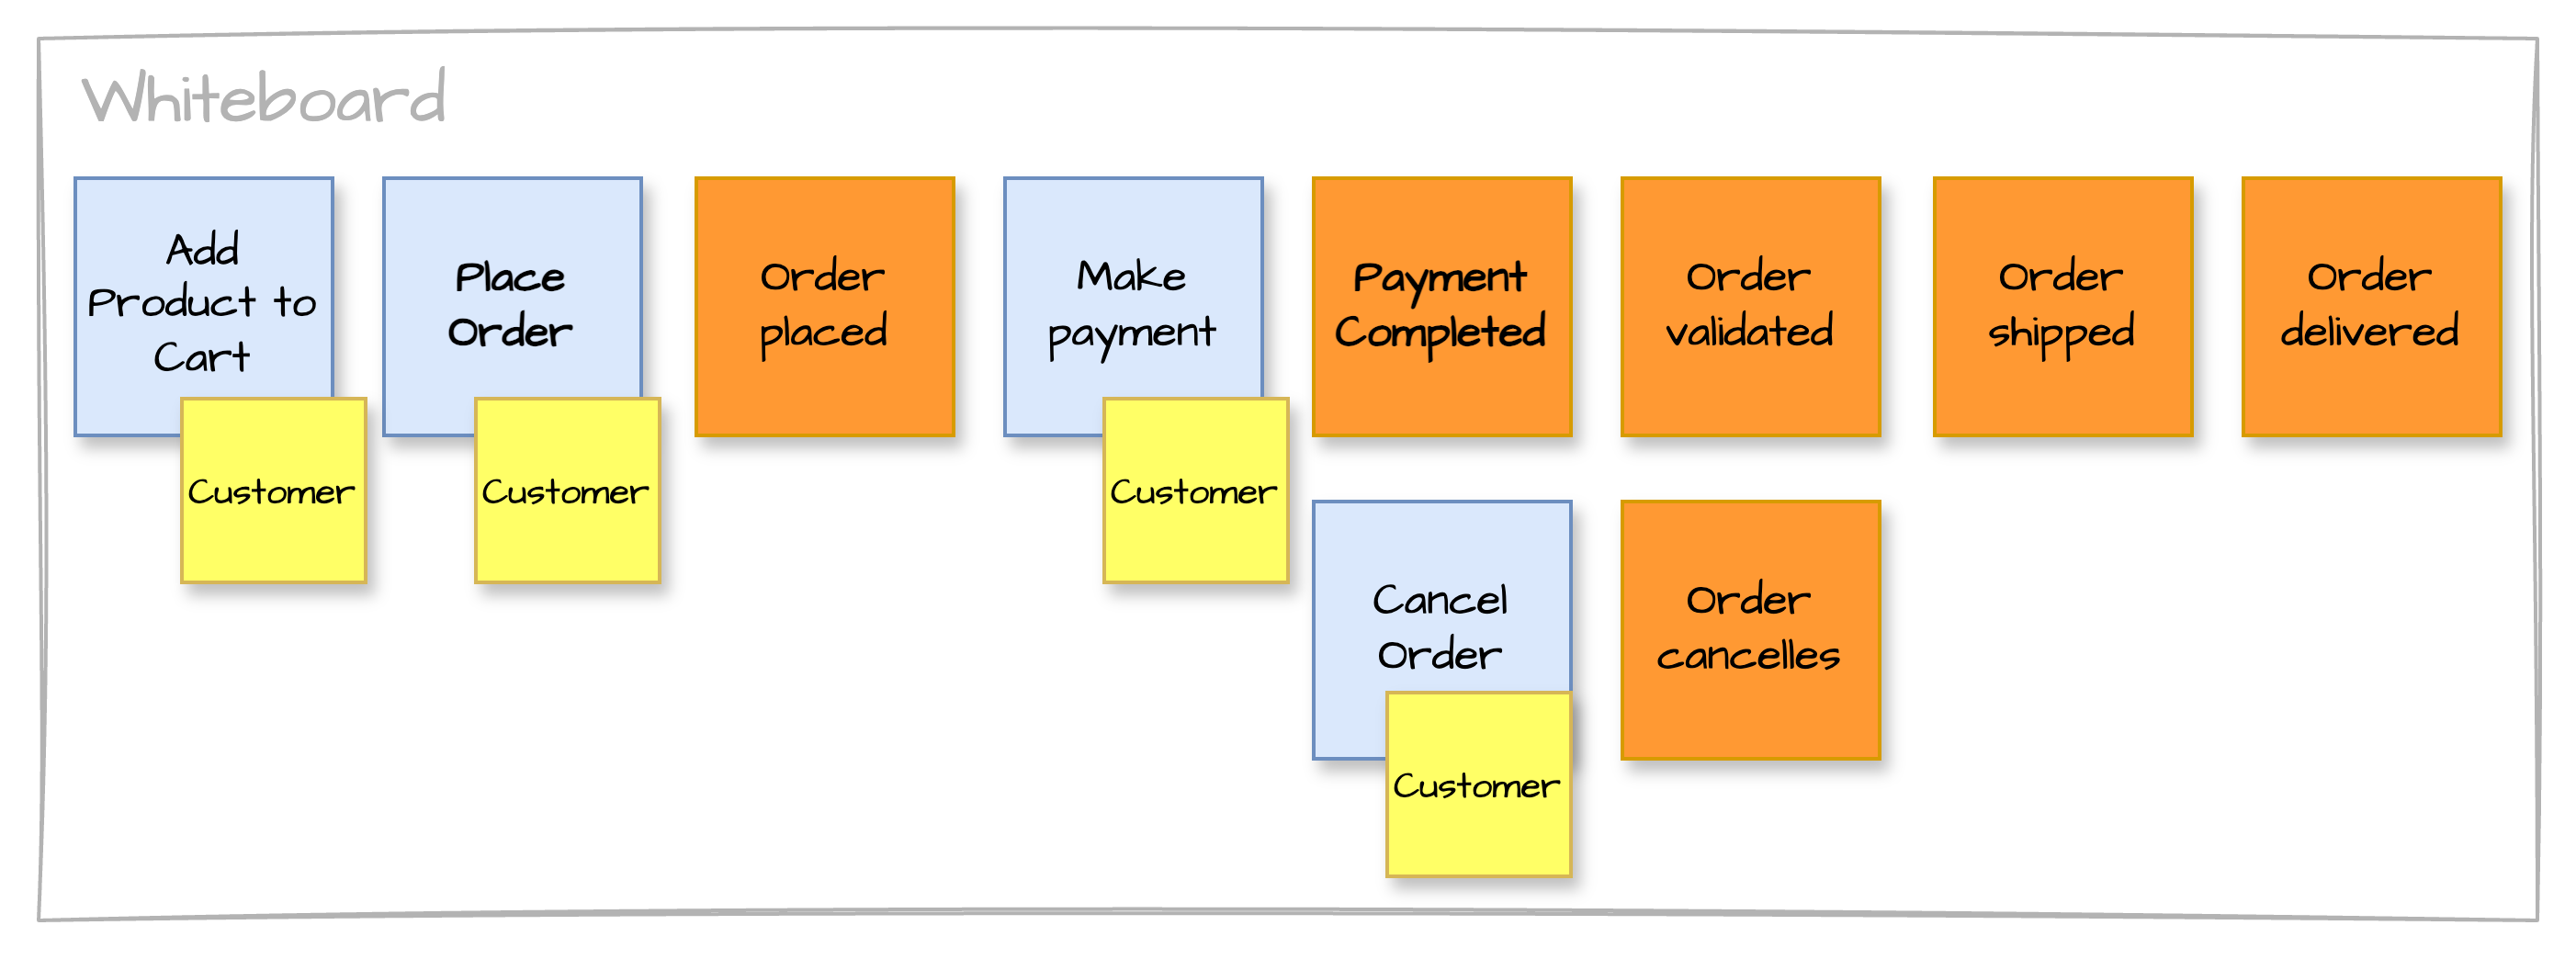 Whiteboard
Add
Product to
Cart
Customer
Place
Order
Customer
Order
placed
Make
payment
Customer
Payment
Completed
Order
validated
Order
shipped
Order
delivered
Cancel
Order
Customer
Order
cancelles